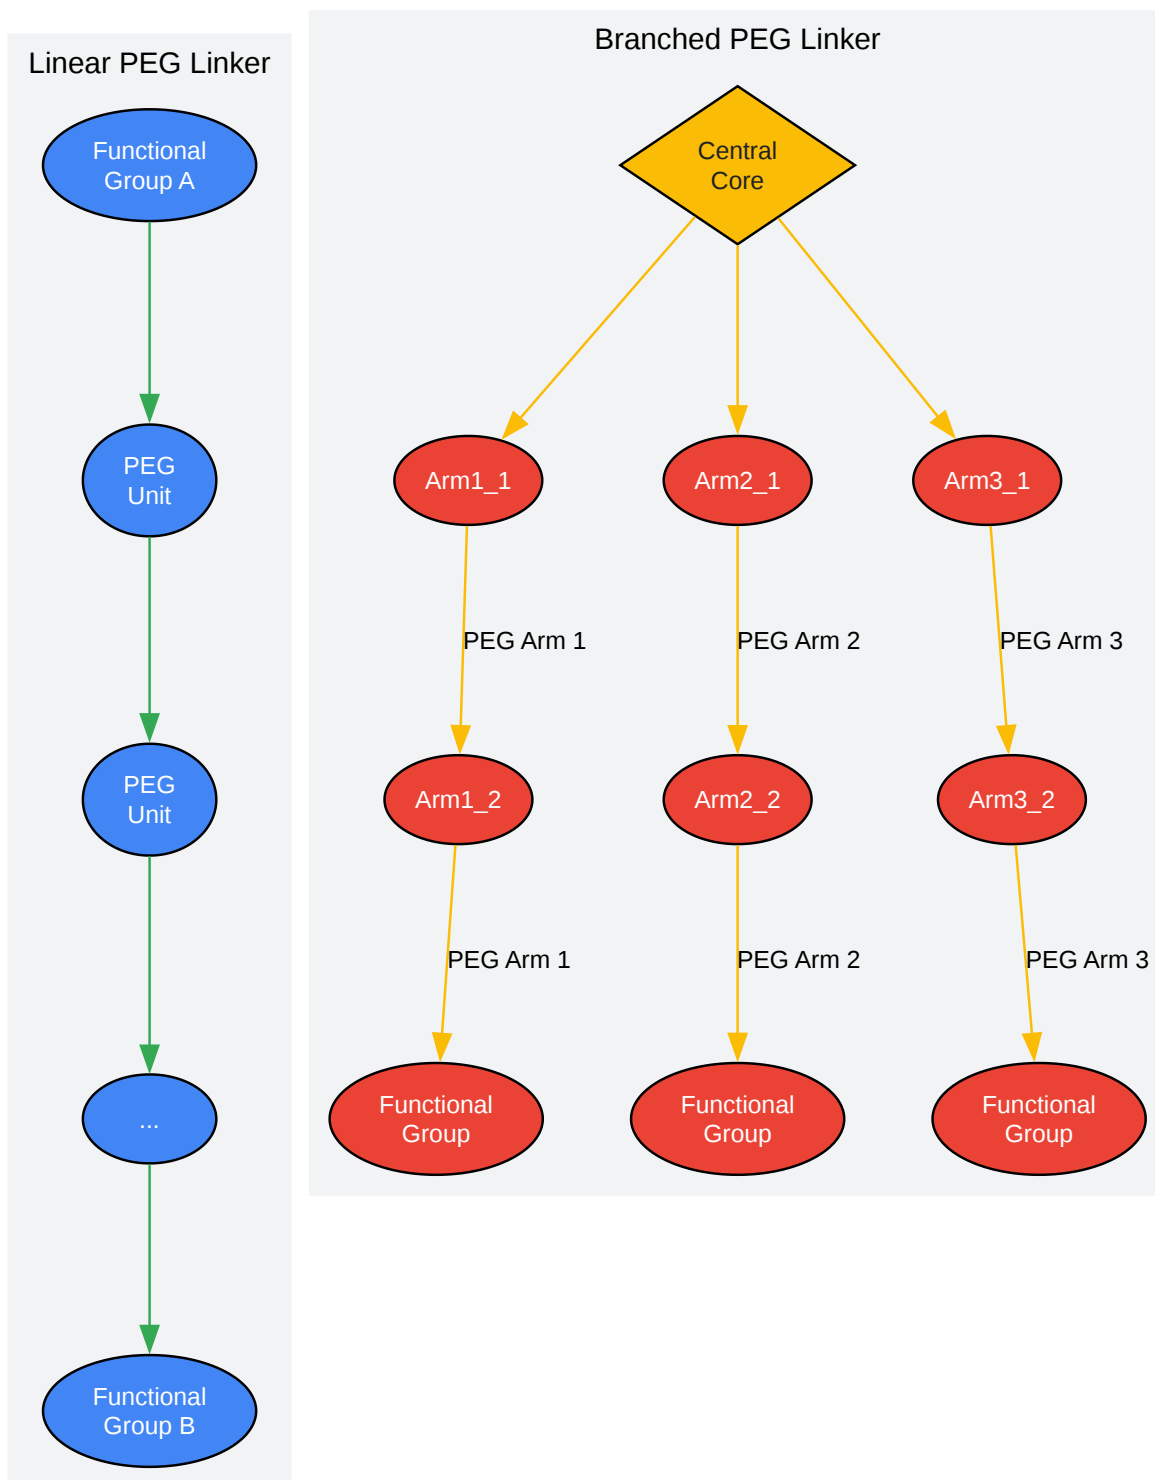 Linear PEG Linker
Functional
Group A
PEG
Unit
PEG
Unit
...
Functional
Group B
Branched PEG Linker
Central
Core
Arm1_1
Arm2_1
Arm3_1
PEG Arm 1
PEG Arm 2
PEG Arm 3
Arm1_2
Arm2_2
Arm3_2
PEG Arm 1
PEG Arm 2
PEG Arm 3
Functional
Group
Functional
Group
Functional
Group